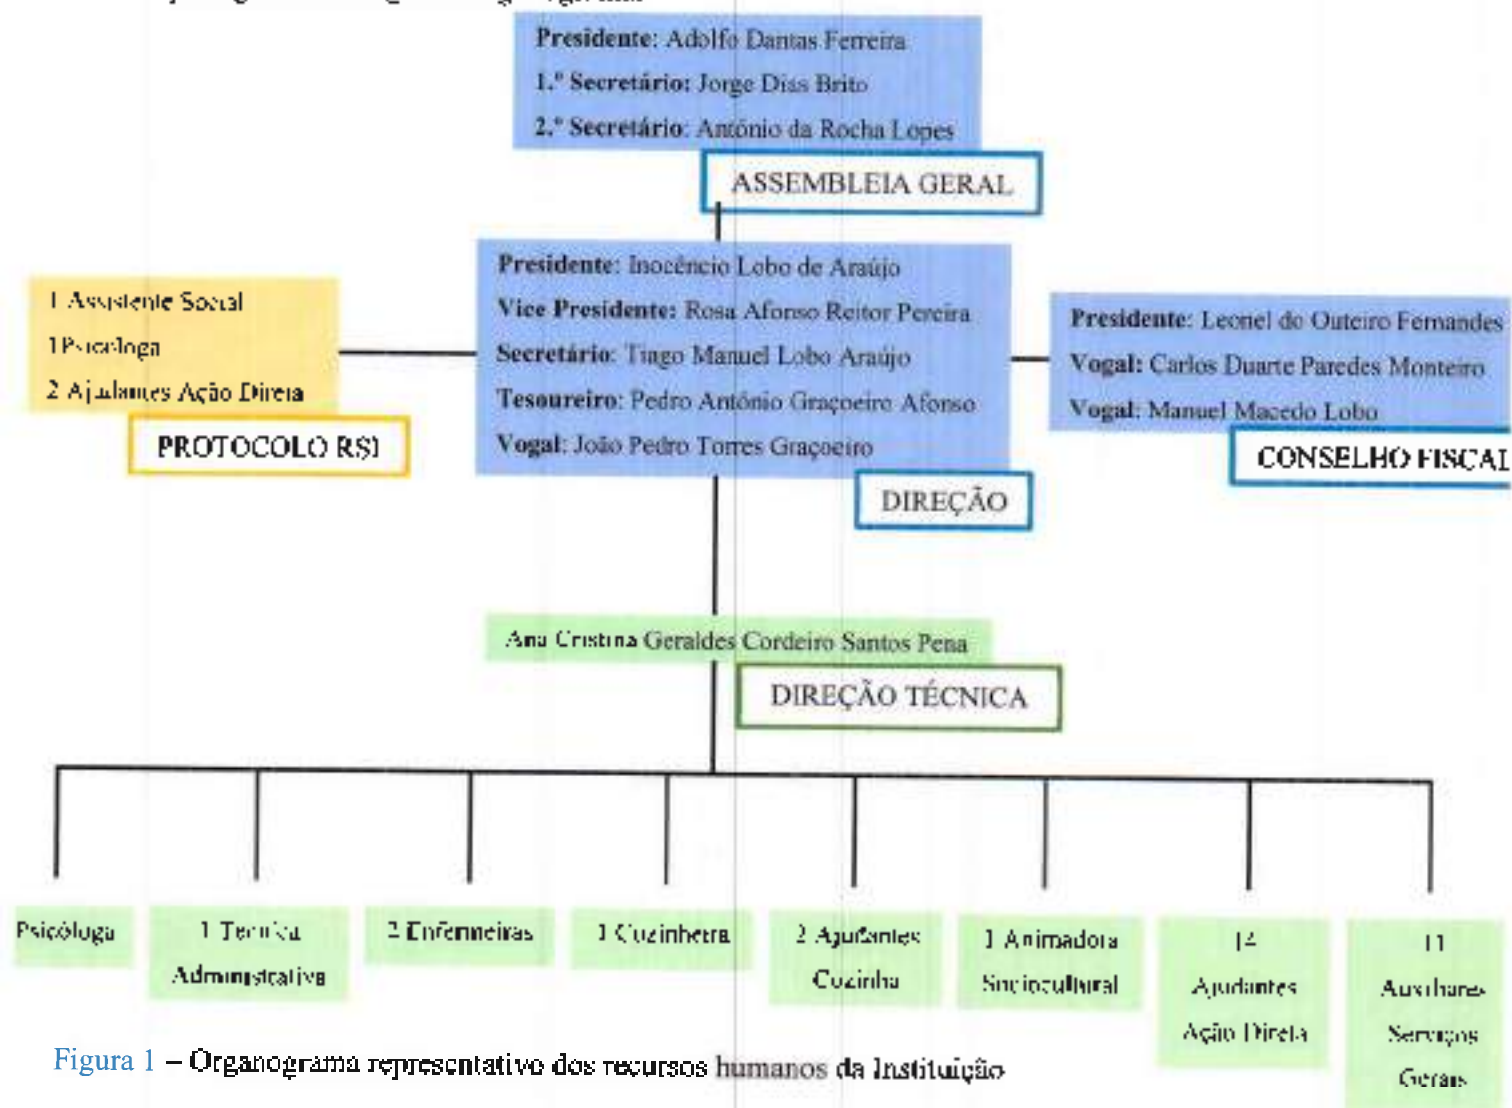 Presidente: Adolfo Dantas Ferreira
1.º Secretário: Jorge Dias Brito
2.º Secretário: António da Rocha Lopes
ASSEMBLEIA GERAL
1 Assistente Social
1Psicóloga
2 Ajudantes Ação Direta
PROTOCOLO RSI
Presidente: Inocêncio Lobo de Araújo
Vice Presidente: Rosa Afonso Reitor Pereira
Secretário: Tiago Manuel Lobo Araújo
Tesoureiro: Pedro António Graçoeiro Afonso
Vogal: João Pedro Torres Graçoeiro
DIREÇÃO
Presidente: Leonel do Outeiro Fernandes
Vogal: Carlos Duarte Paredes Monteiro
Vogal: Manuel Macedo Lobo
CONSELHO FISCAL
Ana Cristina Geraldes Cordeiro Santos Pena
DIREÇÃO TÉCNICA
Psicóloga
1 Técnica
Administrativa
2 Enfermeiras
1 Cozinheira
2 Ajudantes
Cozinha
1 Animadora
Sociocultural
14
Ajudantes
Ação Direta
11
Auxiliares
Serviços
Gerais
Figura 1 – Organograma representativo dos recursos humanos da Instituição